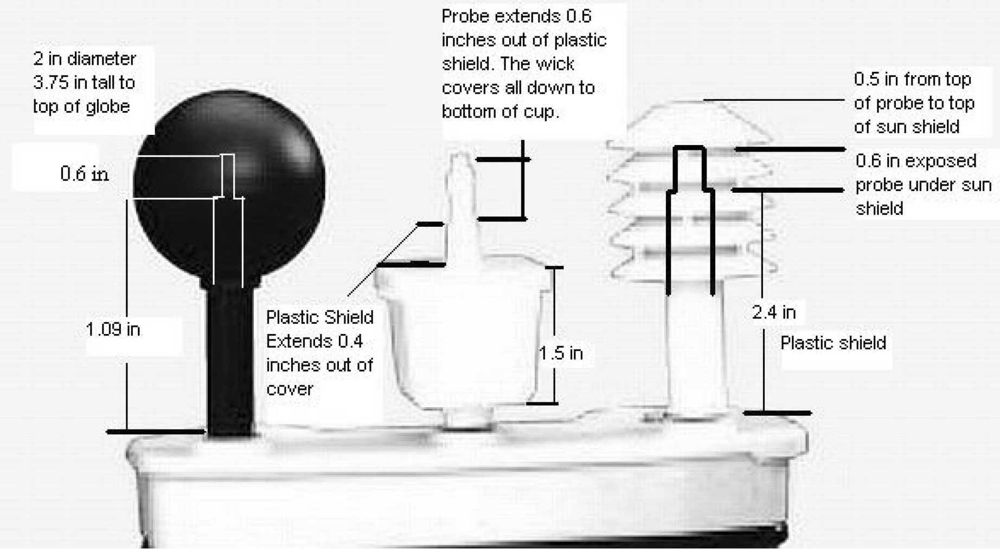 2 in diameter
3.75 in tall to
top of globe
0.6 in
1.09 in
Probe extends 0.6
inches out of plastic
shield. The wick
covers all down to
bottom of cup.
Plastic Shield
Extends 0.4
inches out of
cover
1.5 in
0.5 in from top
of probe to top
of sun shield
0.6 in exposed
probe under sun
shield
2.4 in
Plastic shield